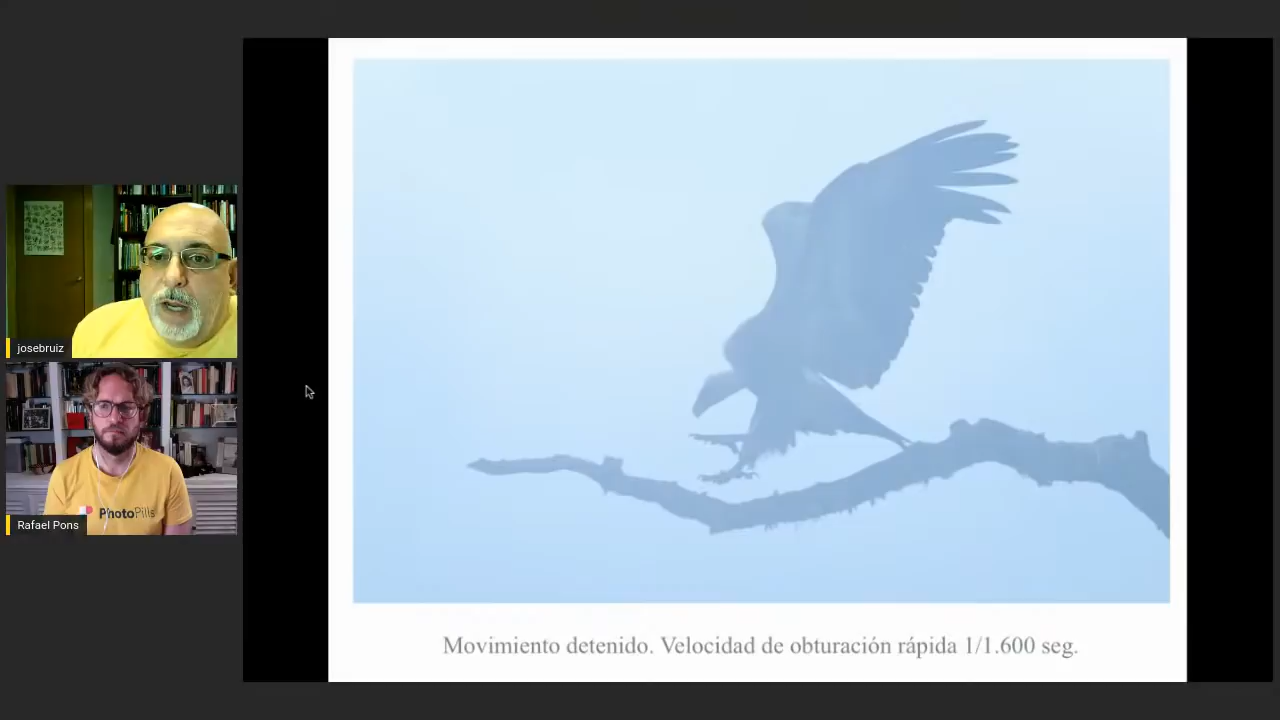 josebruiz
PhotoPills
Rafael Pons
Movimiento detenido. Velocidad de obturación rápida 1/1.600 seg.